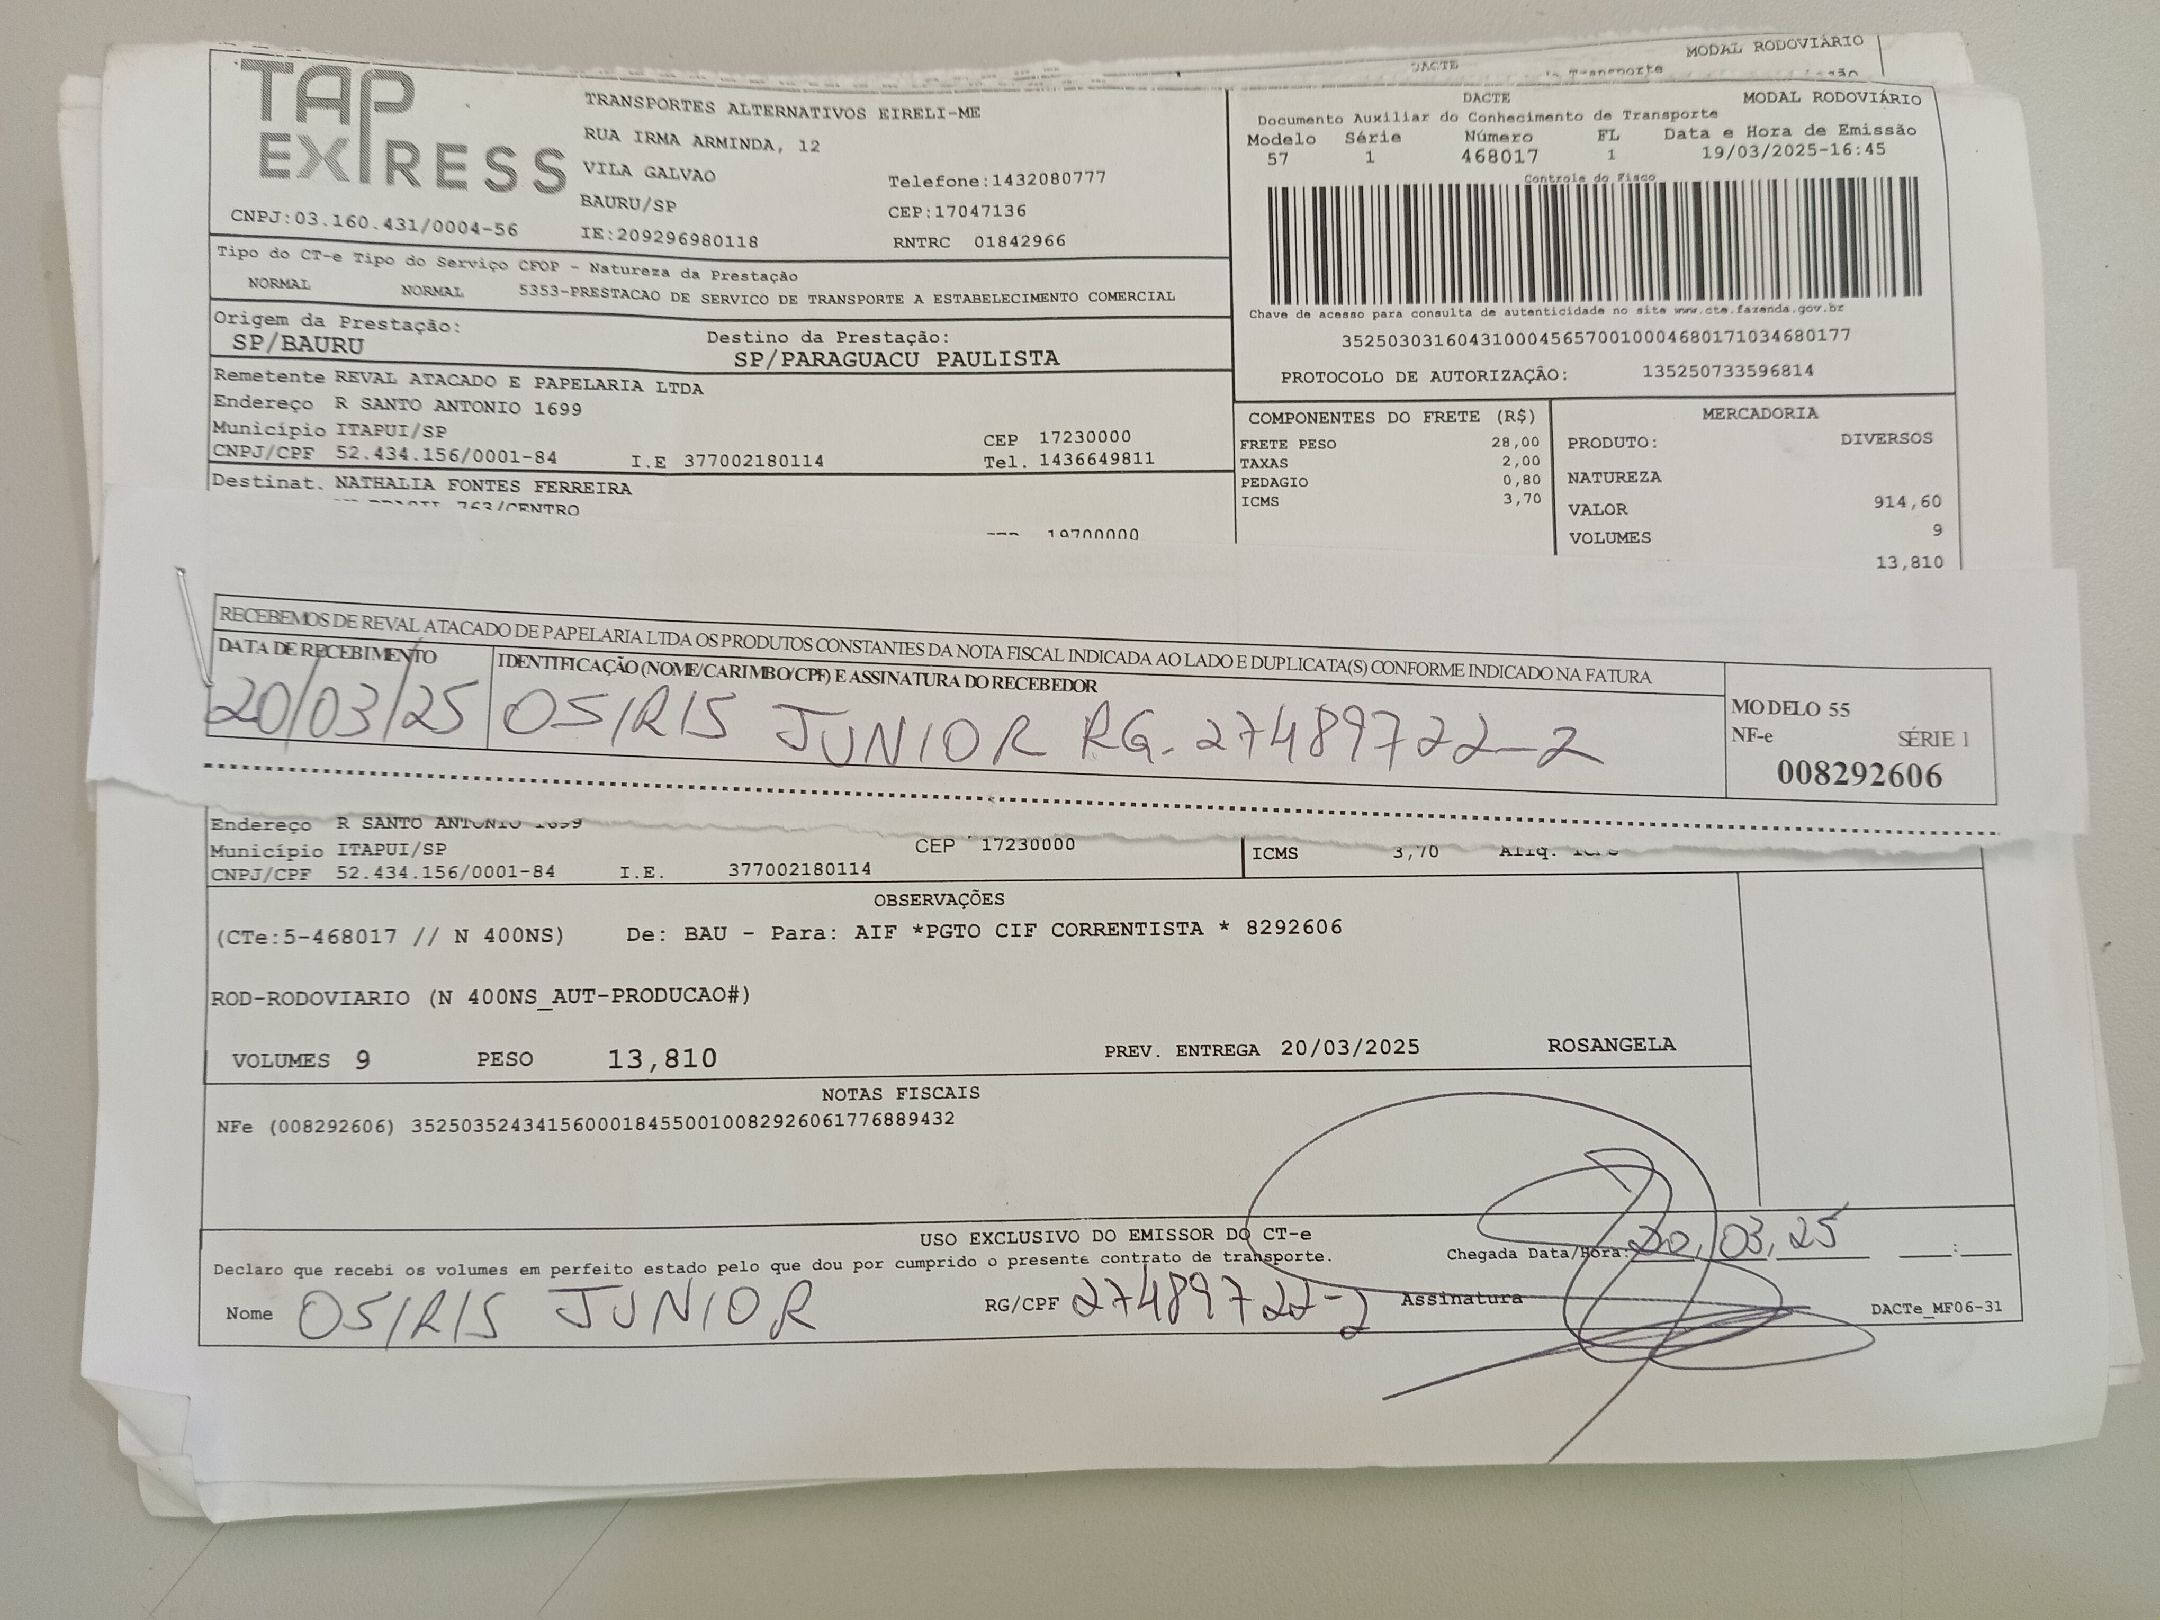 MODAL RODOVIÁRIO
DACTE
TAP
EXPRESS
CNPJ:03.160.431/0004-56
TRANSPORTES ALTERNATIVOS EIRELI-ME
RUA IRMA ARMINDA, 12
VILA GALVAO
BAURU/SP
IE:209296980118
Telefone:1432080777
CEP:17047136
RNTRC 01842966
DACTE MODAL RODOVIÁRIO
Documento Auxiliar do Conhecimento de Transporte
Modelo Série Número FL Data e Hora de Emissão
57 1 468017 1 19/03/2025-16:45
Controle do Fisco
Chave de acesso para consulta de autenticidade no site www.cte.fazenda.gov.br
35250303160431000456570010004680171034680177
PROTOCOLO DE AUTORIZAÇÃO: 135250733596814
Tipo do CT-e Tipo do Serviço CFOP - Natureza da Prestação
NORMAL NORMAL 5353-PRESTACAO DE SERVICO DE TRANSPORTE A ESTABELECIMENTO COMERCIAL
Origem da Prestação: Destino da Prestação:
SP/BAURU SP/PARAGUACU PAULISTA
Remetente REVAL ATACADO E PAPELARIA LTDA
Endereço R SANTO ANTONIO 1699
Município ITAPUI/SP CEP 17230000
CNPJ/CPF 52.434.156/0001-84 I.E 377002180114 Tel. 1436649811
Destinat. NATHALIA FONTES FERREIRA
763/CENTRO
19700000
COMPONENTES DO FRETE (R$)
FRETE PESO 28,00
TAXAS 2,00
PEDAGIO 0,80
ICMS 3,70
MERCADORIA
PRODUTO: DIVERSOS
NATUREZA
VALOR 914,60
VOLUMES 9
13,810
RECEBEMOS DE REVAL ATACADO DE PAPELARIA LTDA OS PRODUTOS CONSTANTES DA NOTA FISCAL INDICADA AO LADO E DUPLICATA(S) CONFORME INDICADO NA FATURA
DATA DE RECEBIMENTO IDENTIFICAÇÃO (NOME/CARIMBO/CPF) E ASSINATURA DO RECEBEDOR
20/03/25 OSIRIS JUNIOR RG. 27489722-2
MODELO 55
NF-e SÉRIE 1
008292606
Endereço R SANTO ANTONIO 1699
Município ITAPUI/SP CEP 17230000
CNPJ/CPF 52.434.156/0001-84 I.E. 377002180114
ICMS 3,70 Aliq.
OBSERVAÇÕES
(CTe:5-468017 // N 400NS) De: BAU - Para: AIF *PGTO CIF CORRENTISTA * 8292606
ROD-RODOVIARIO (N 400NS_AUT-PRODUCAO#)
VOLUMES 9 PESO 13,810 PREV. ENTREGA 20/03/2025 ROSANGELA
NOTAS FISCAIS
NFe (008292606) 35250352434156000184550010082926061776889432
USO EXCLUSIVO DO EMISSOR DO CT-e
Declaro que recebi os volumes em perfeito estado pelo que dou por cumprido o presente contrato de transporte. Chegada Data/Hora: 20, 03, 25 __:__
Nome OSIRIS JUNIOR RG/CPF 27489722-2 Assinatura DACTe_MF06-31